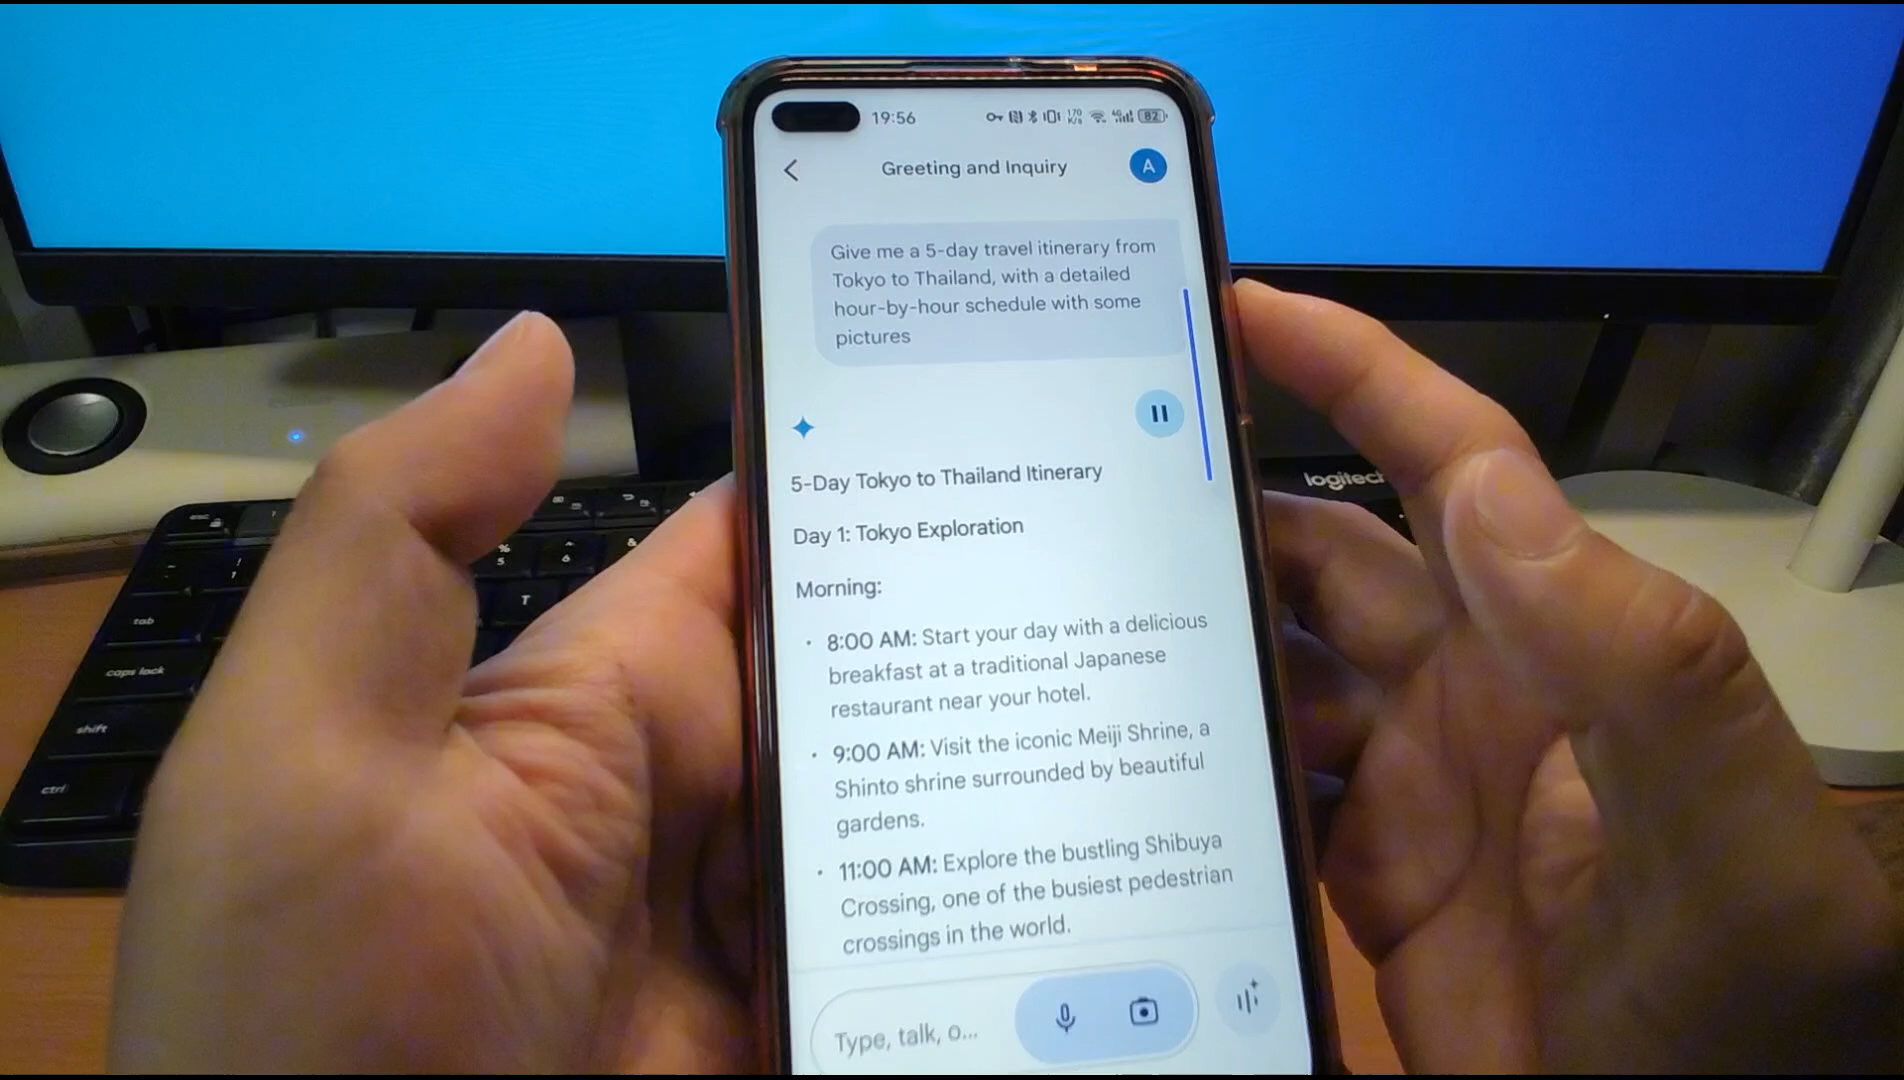 19:56
82
Greeting and Inquiry
A
Give me a 5-day travel itinerary from
Tokyo to Thailand, with a detailed
hour-by-hour schedule with some
pictures
5-Day Tokyo to Thailand Itinerary
Day 1: Tokyo Exploration
Morning:
· 8:00 AM: Start your day with a delicious
breakfast at a traditional Japanese
restaurant near your hotel.
· 9:00 AM: Visit the iconic Meiji Shrine, a
Shinto shrine surrounded by beautiful
gardens.
· 11:00 AM: Explore the bustling Shibuya
Crossing, one of the busiest pedestrian
crossings in the world.
Type, talk, o...
logitech
esc
! 1
% 5
^ 6
&
tab
T
caps lock
shift
ctrl